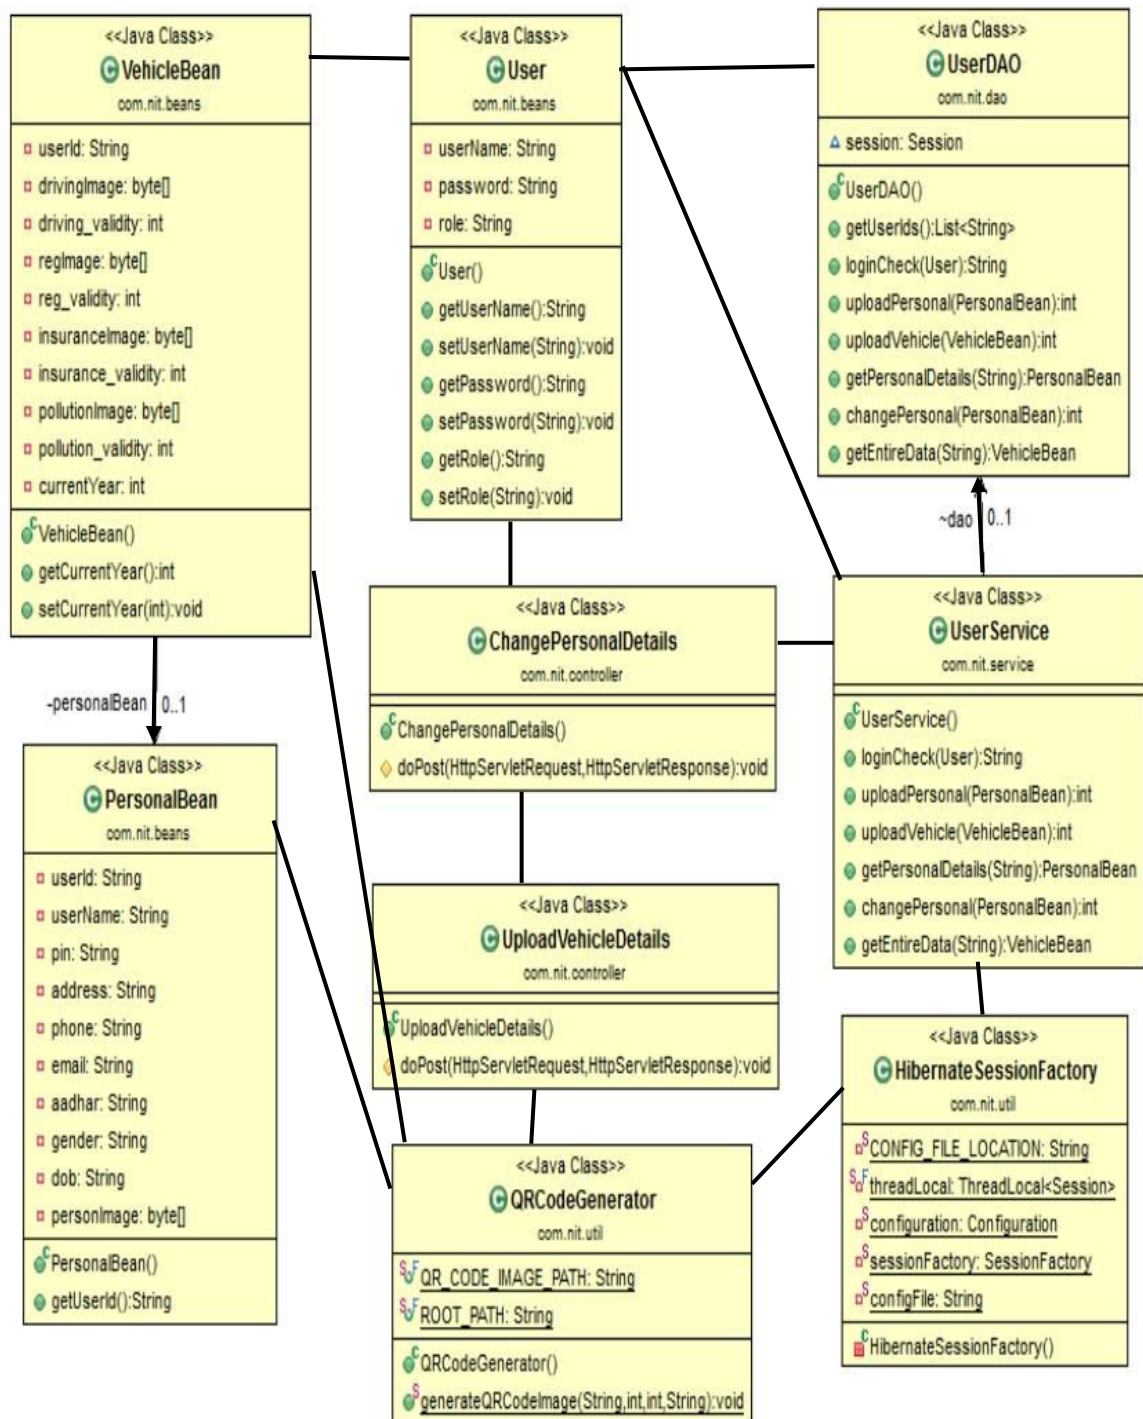 <<Java Class>>
VehicleBean
com.nit.beans
userId: String
drivingImage: byte[]
driving_validity: int
regImage: byte[]
reg_validity: int
insuranceImage: byte[]
insurance_validity: int
pollutionImage: byte[]
pollution_validity: int
currentYear: int
VehicleBean()
getCurrentYear():int
setCurrentYear(int):void
<<Java Class>>
User
com.nit.beans
userName: String
password: String
role: String
User()
getUserName():String
setUserName(String):void
getPassword():String
setPassword(String):void
getRole():String
setRole(String):void
<<Java Class>>
UserDAO
com.nit.dao
session: Session
UserDAO()
getUserIds():List<String>
loginCheck(User):String
uploadPersonal(PersonalBean):int
uploadVehicle(VehicleBean):int
getPersonalDetails(String):PersonalBean
changePersonal(PersonalBean):int
getEntireData(String):VehicleBean
~dao 0..1
<<Java Class>>
ChangePersonalDetails
com.nit.controller
ChangePersonalDetails()
doPost(HttpServletRequest,HttpServletResponse):void
<<Java Class>>
UserService
com.nit.service
UserService()
loginCheck(User):String
uploadPersonal(PersonalBean):int
uploadVehicle(VehicleBean):int
getPersonalDetails(String):PersonalBean
changePersonal(PersonalBean):int
getEntireData(String):VehicleBean
-personalBean 0..1
<<Java Class>>
PersonalBean
com.nit.beans
userId: String
userName: String
pin: String
address: String
phone: String
email: String
aadhar: String
gender: String
dob: String
personImage: byte[]
PersonalBean()
getUserId():String
<<Java Class>>
UploadVehicleDetails
com.nit.controller
UploadVehicleDetails()
doPost(HttpServletRequest,HttpServletResponse):void
<<Java Class>>
QRCodeGenerator
com.nit.util
QR_CODE_IMAGE_PATH: String
ROOT_PATH: String
QRCodeGenerator()
generateQRCodeImage(String,int,int,String):void
<<Java Class>>
HibernateSessionFactory
com.nit.util
CONFIG_FILE_LOCATION: String
threadLocal: ThreadLocal<Session>
configuration: Configuration
sessionFactory: SessionFactory
configFile: String
HibernateSessionFactory()